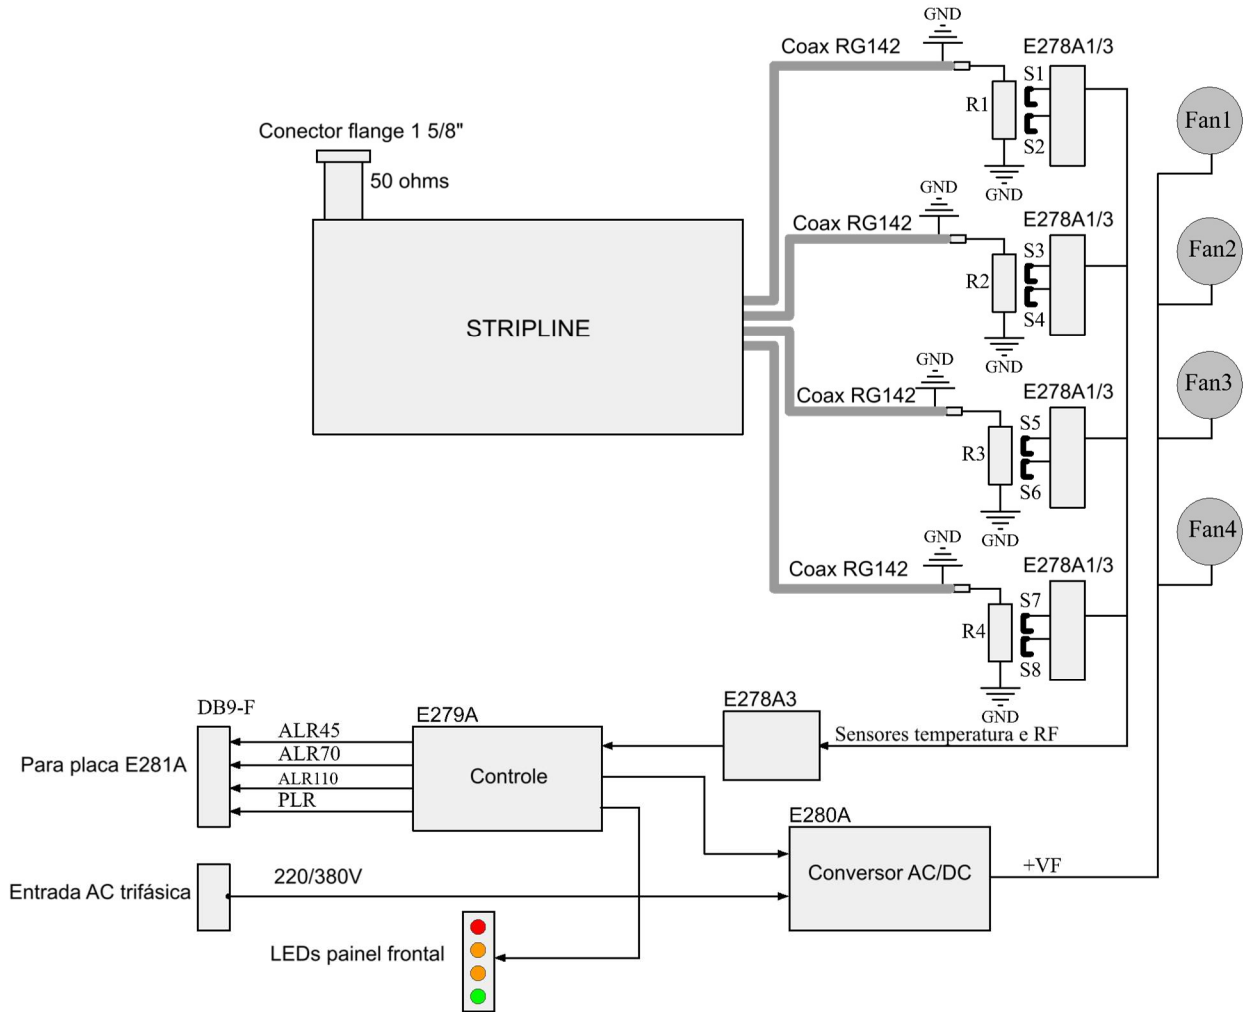 GND
Coax RG142
E278A1/3
S1
R1
S2
GND
Fan1
Conector flange 1 5/8"
50 ohms
GND
Coax RG142
E278A1/3
S3
R2
S4
GND
Fan2
STRIPLINE
GND
Coax RG142
E278A1/3
S5
R3
S6
GND
Fan3
GND
Coax RG142
E278A1/3
S7
R4
S8
GND
Fan4
DB9-F
E279A
E278A3
ALR45
ALR70
ALR110
PLR
Para placa E281A
Controle
Sensores temperatura e RF
E280A
Conversor AC/DC
+VF
Entrada AC trifásica
220/380V
LEDs painel frontal